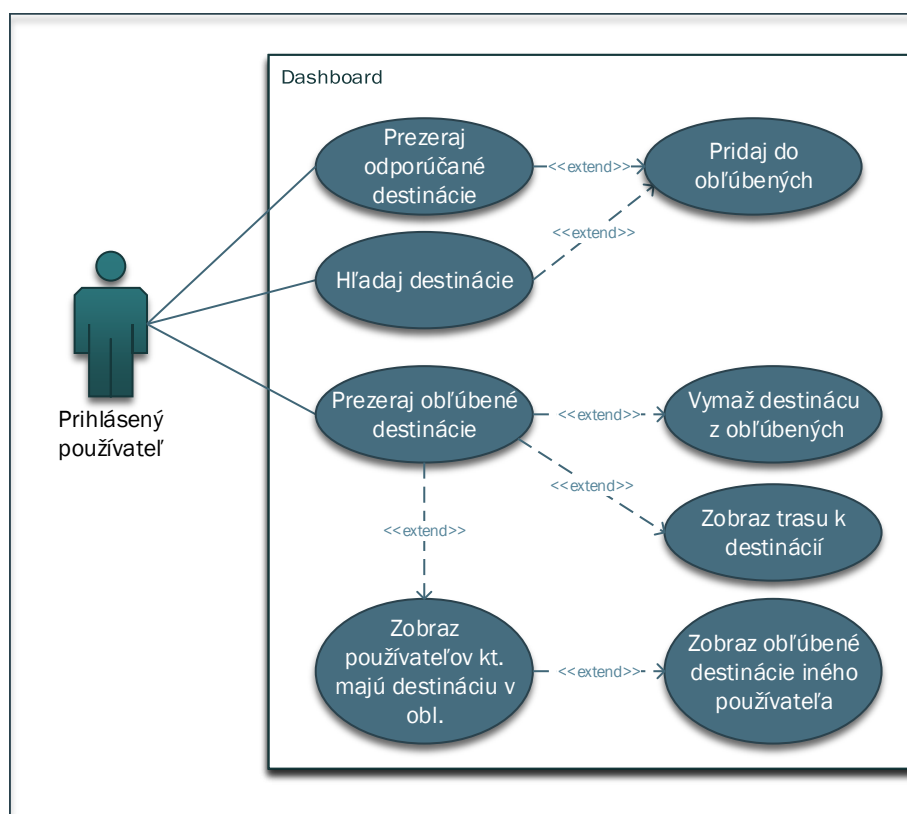 Dashboard
Prezeraj
odporúčané
destinácie
<<extend>>
Pridaj do
obľúbených
<<extend>>
Hľadaj destinácie
Prihlásený
používateľ
Prezeraj obľúbené
destinácie
<<extend>>
Vymaž destinácu
z obľúbených
<<extend>>
Zobraz trasu k
destinácií
<<extend>>
Zobraz
používateľov kt.
majú destináciu v
obl.
<<extend>>
Zobraz obľúbené
destinácie iného
používateľa